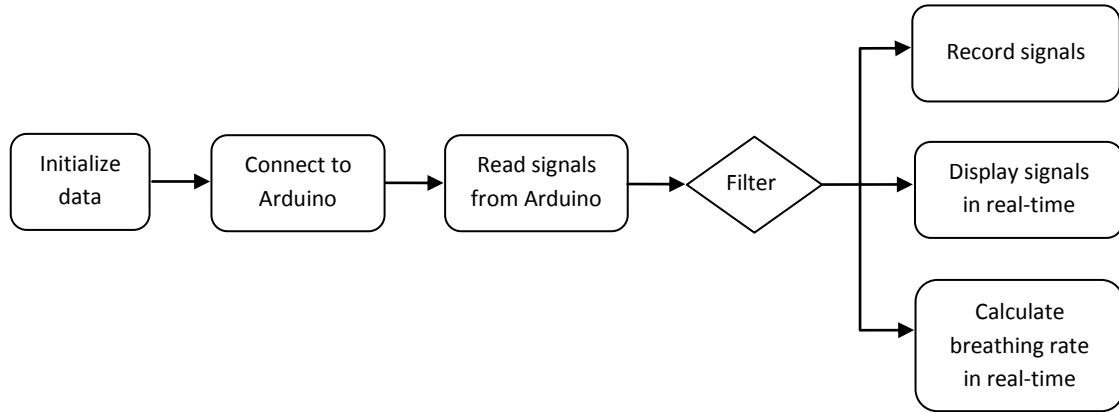 Initialize
data
Connect to
Arduino
Read signals
from Arduino
Filter
Record signals
Display signals
in real-time
Calculate
breathing rate
in real-time